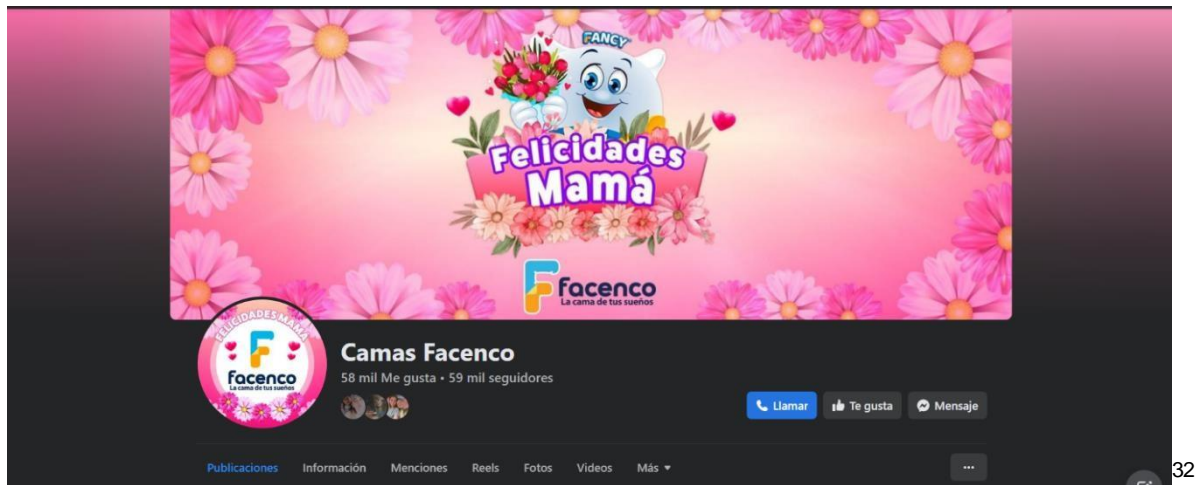 FANCY
Felicidades
Mamá
facenco
La cama de tus sueños
FELICIDADES MAMÁ
facenco
La cama de tus sueños
Camas Facenco
58 mil Me gusta • 59 mil seguidores
Llamar Te gusta Mensaje
Publicaciones Información Menciones Reels Fotos Videos Más
32